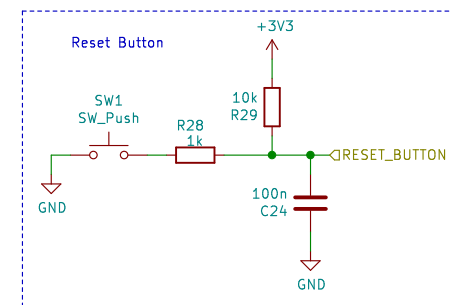 Reset Button
+3V3
SW1
SW_Push
10k
R29
R28
1k
RESET_BUTTON
GND
100n
C24
GND